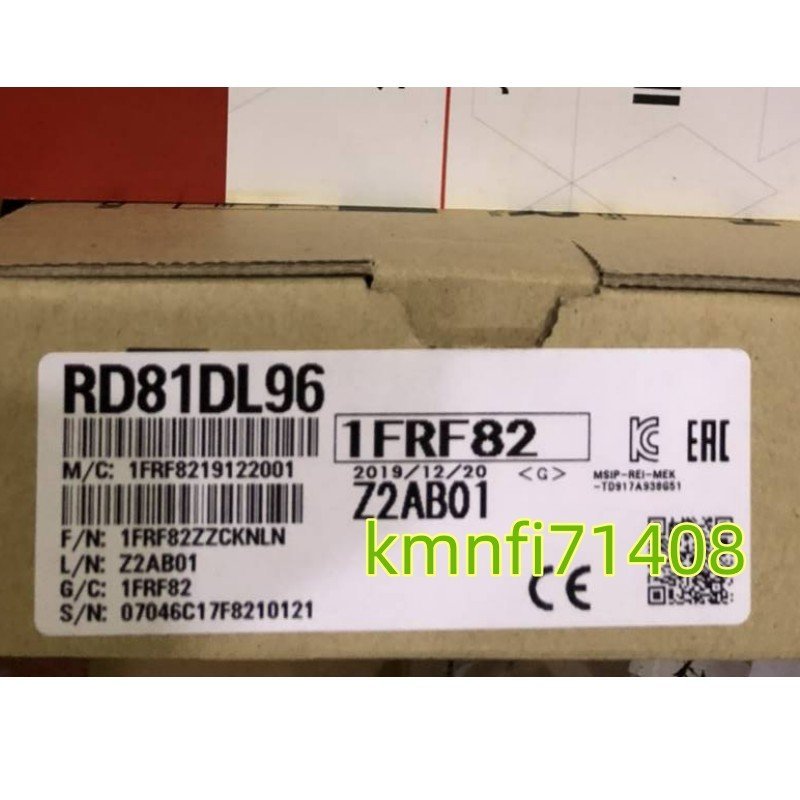 RD81DL96
1FRF82
M/C: 1FRF8219122001
2019/12/20 <G>
MSIP-REI-MEK
-TD917A938G51
EAC
Z2AB01
F/N: 1FRF82ZZCKNLN
L/N: Z2AB01
G/C: 1FRF82
S/N: 07046C17F8210121
kmnfi71408
CE